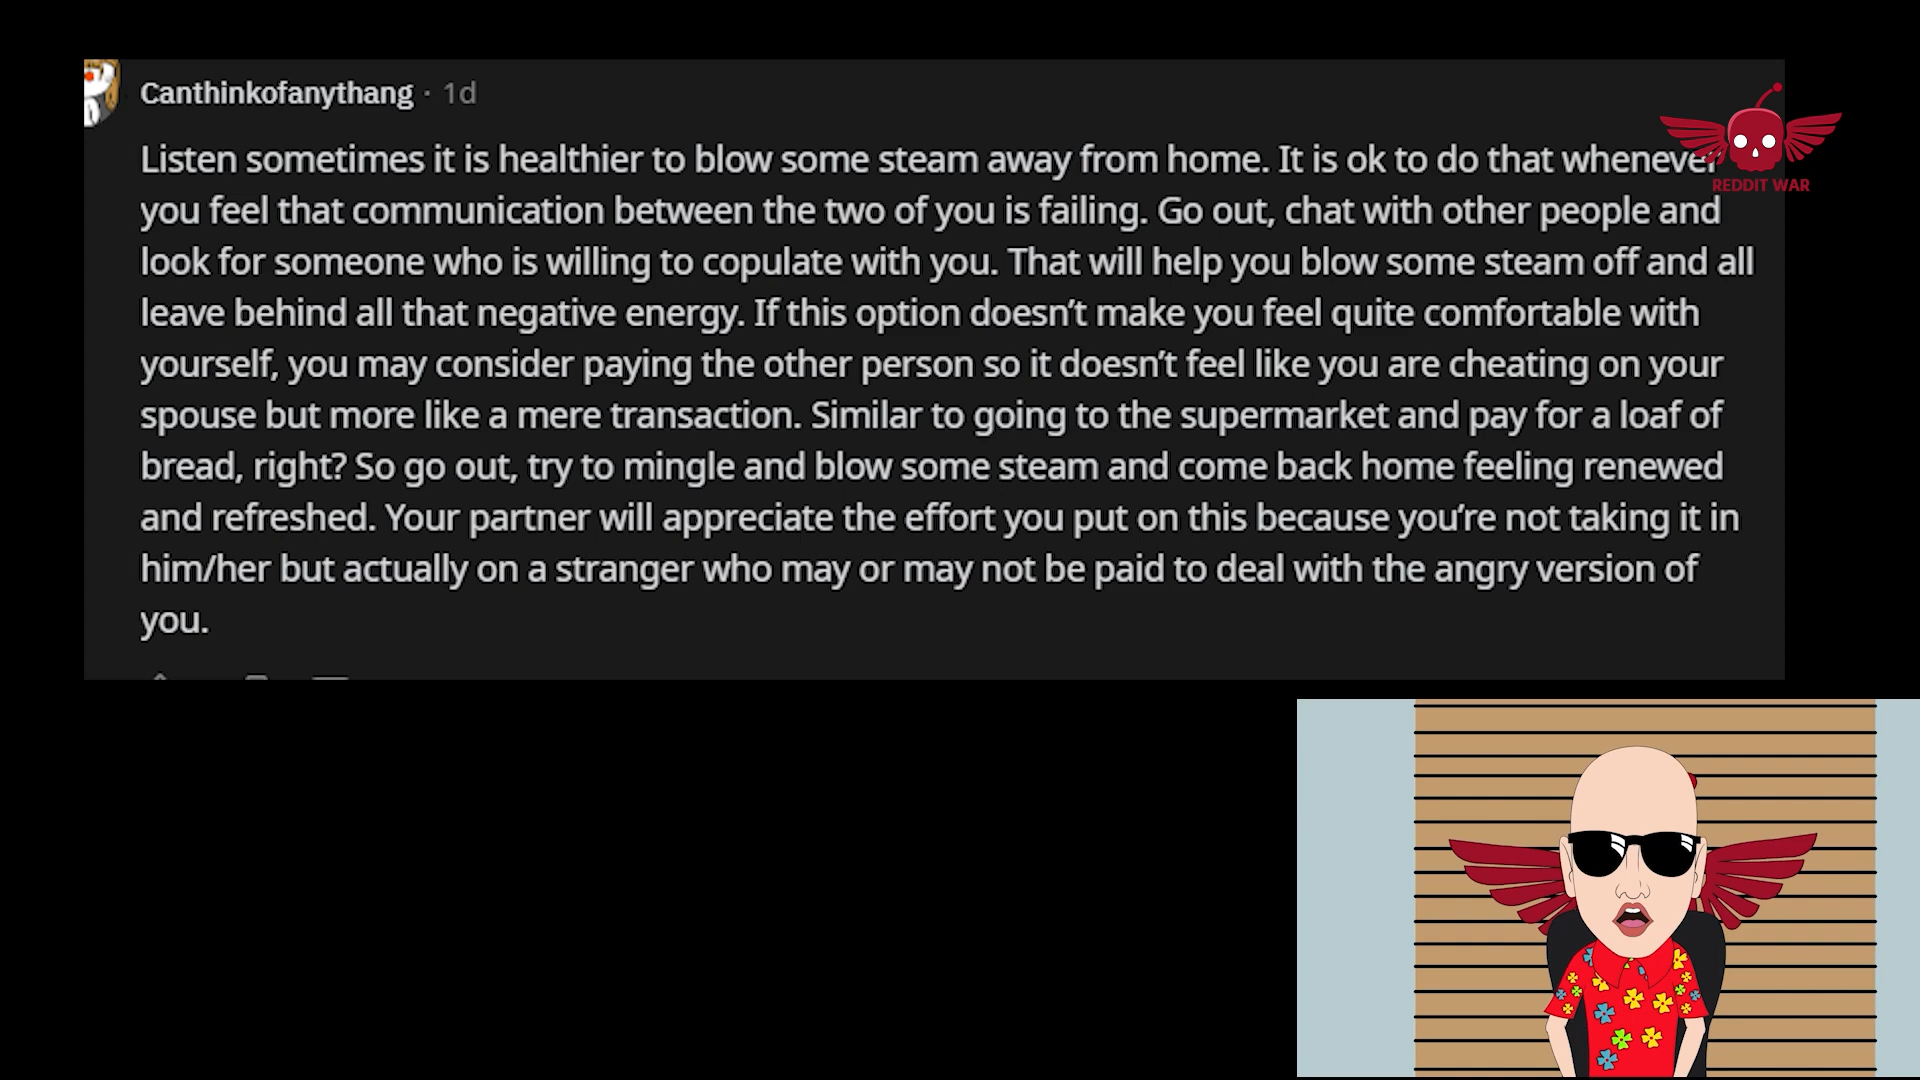 Canthinkofanythang · 1d
Listen sometimes it is healthier to blow some steam away from home. It is ok to do that whenever
REDDIT WAR
you feel that communication between the two of you is failing. Go out, chat with other people and
look for someone who is willing to copulate with you. That will help you blow some steam off and all
leave behind all that negative energy. If this option doesn’t make you feel quite comfortable with
yourself, you may consider paying the other person so it doesn’t feel like you are cheating on your
spouse but more like a mere transaction. Similar to going to the supermarket and pay for a loaf of
bread, right? So go out, try to mingle and blow some steam and come back home feeling renewed
and refreshed. Your partner will appreciate the effort you put on this because you’re not taking it in
him/her but actually on a stranger who may or may not be paid to deal with the angry version of
you.